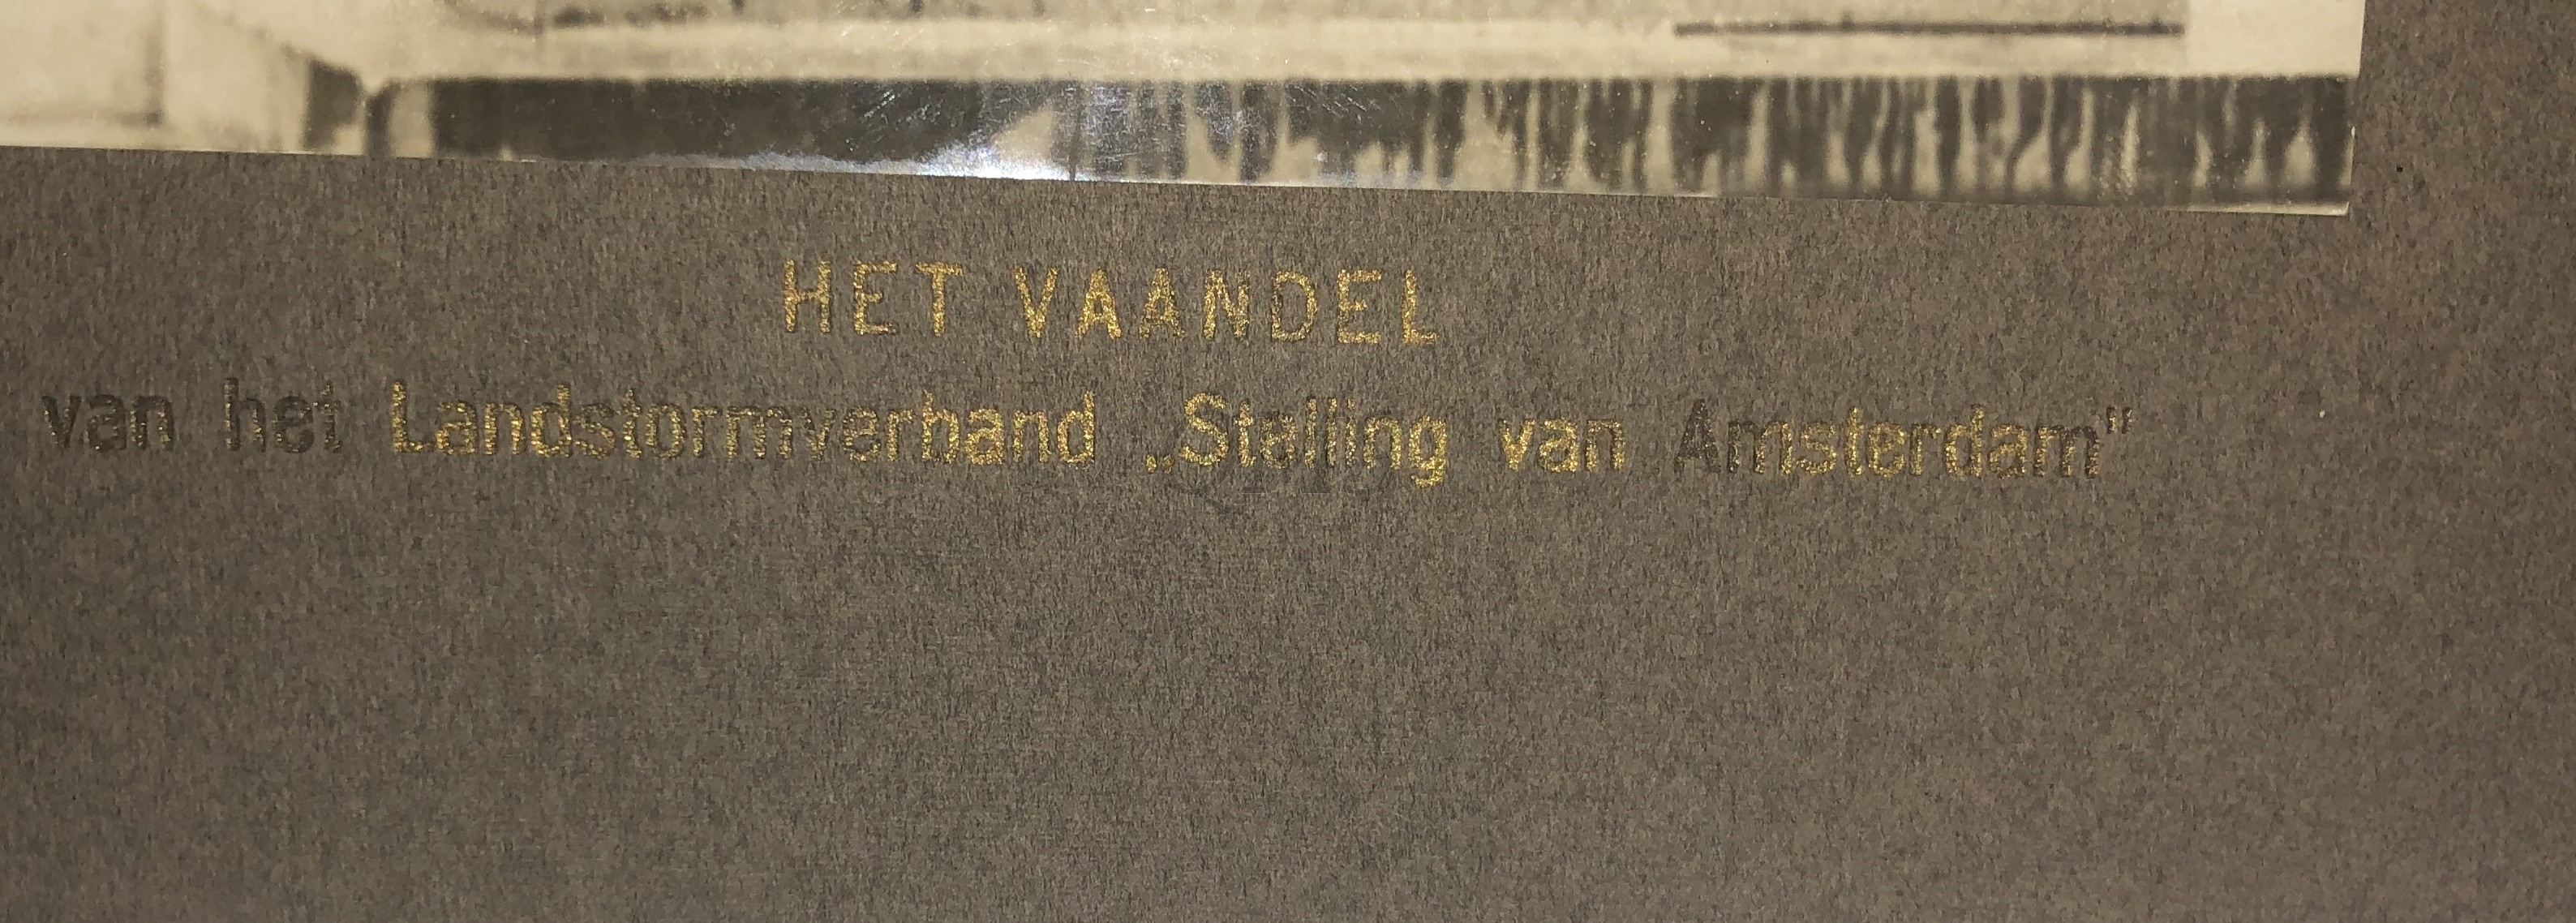 HET VAANDEL
van het Landstormverband „Stelling van Amsterdam"